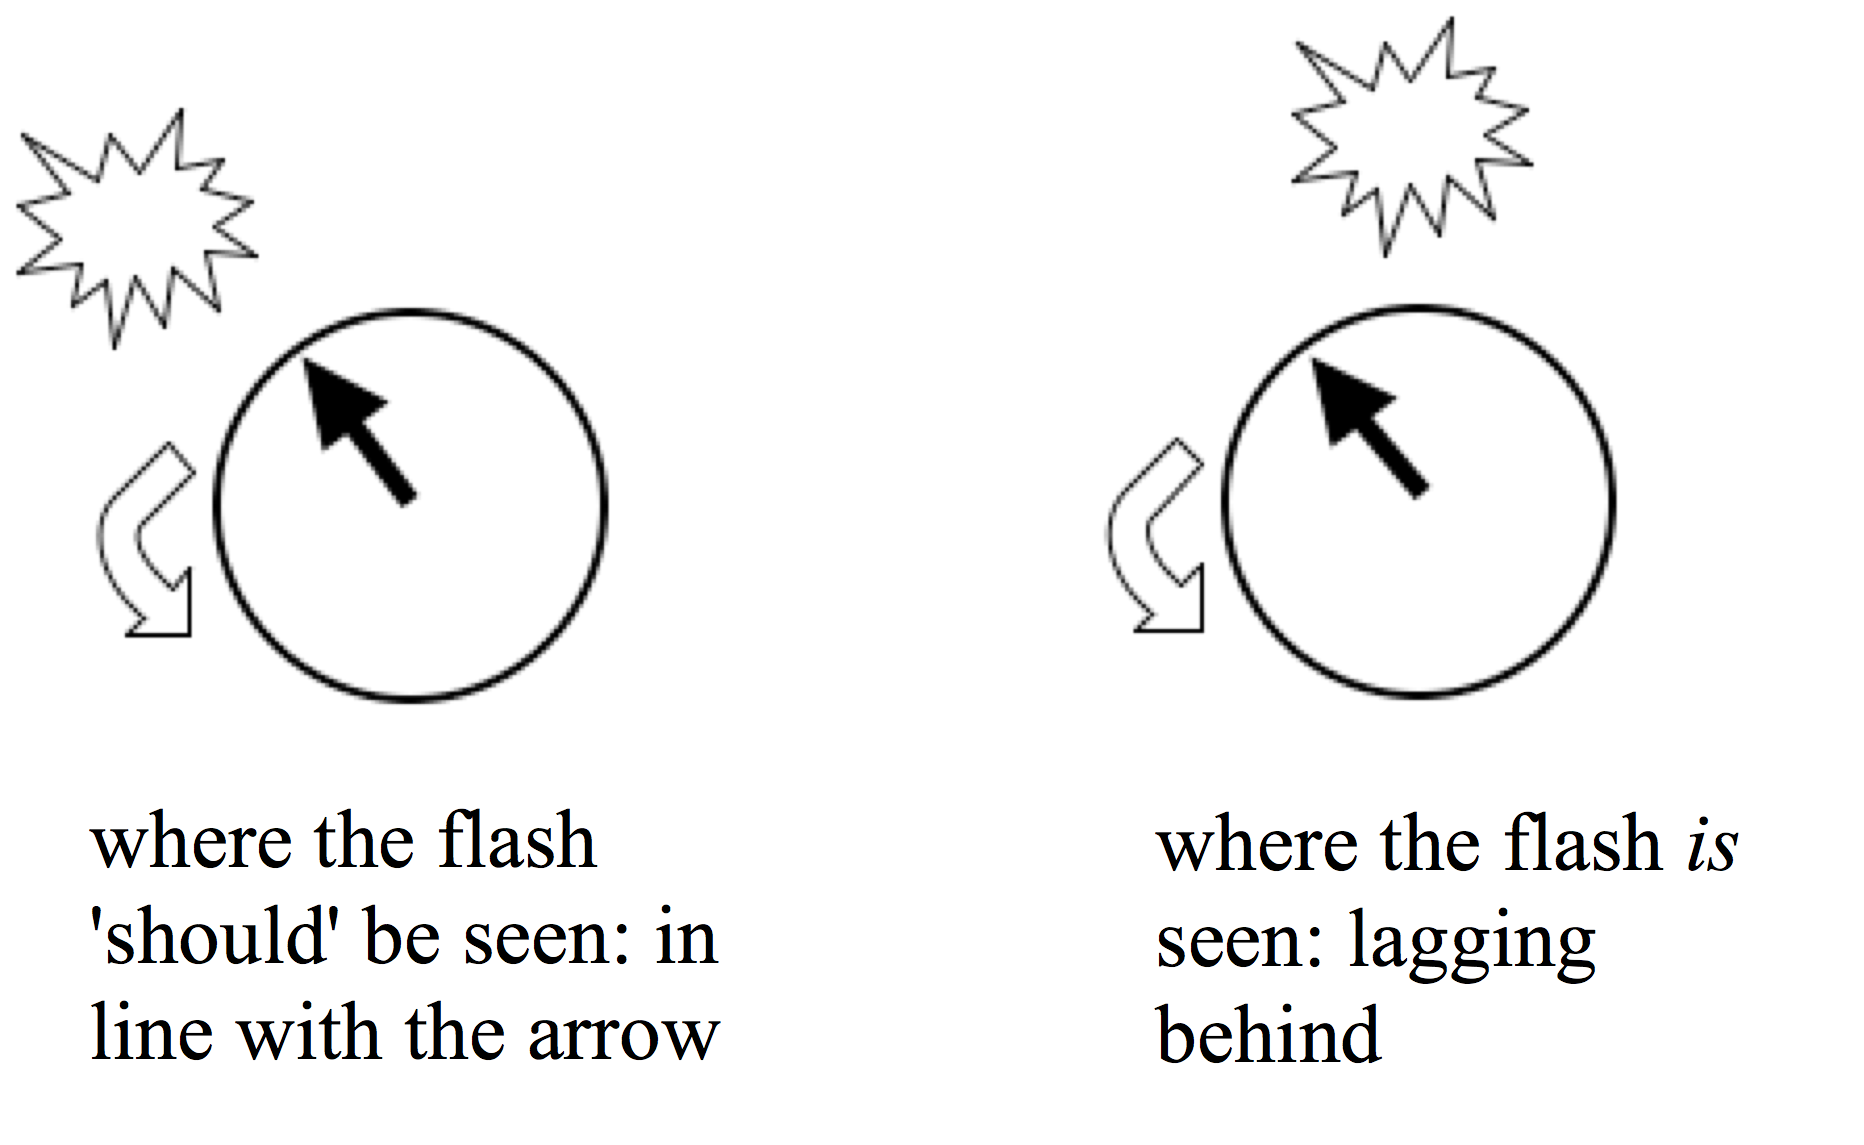 where the flash
'should' be seen: in
line with the arrow
where the flash is
seen: lagging
behind